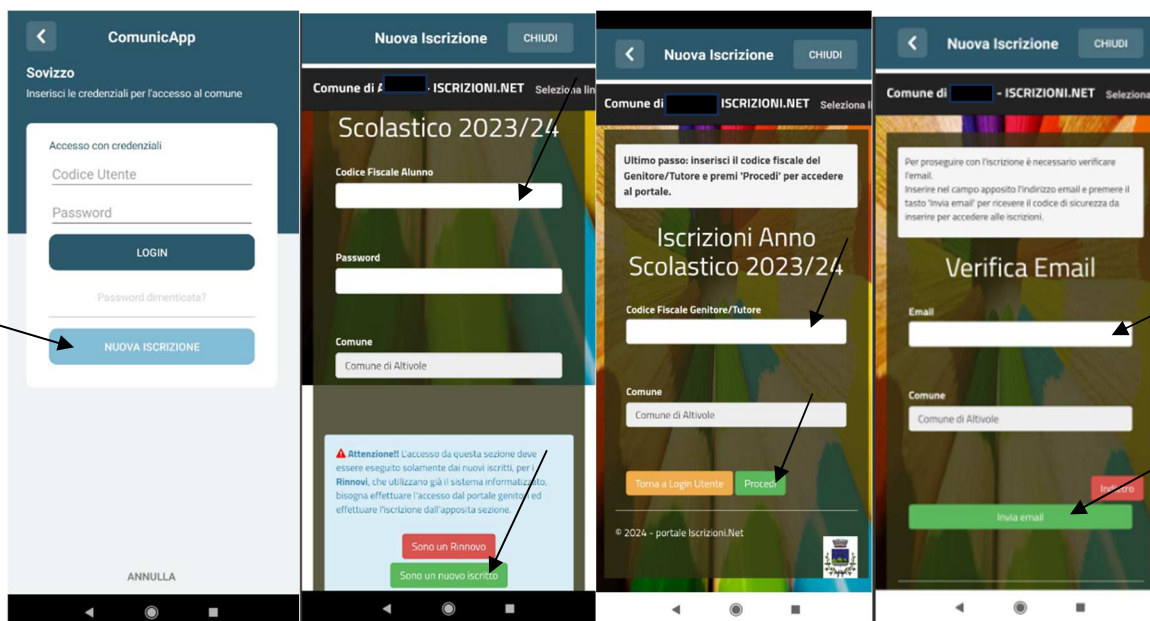 ComunicApp
Sovizzo
Inserisci le credenziali per l'accesso al comune
Accesso con credenziali
Codice Utente
Password
LOGIN
Password dimenticata?
NUOVA ISCRIZIONE
ANNULLA
Nuova Iscrizione CHIUDI
Comune di A - ISCRIZIONI.NET Seleziona lin
Scolastico 2023/24
Codice Fiscale Alunno
Password
Comune
Comune di Altivole
Attenzione!! L'accesso da questa sezione deve
essere eseguito solamente dai nuovi iscritti, per i
Rinnovi, che utilizzano già il sistema informatizzato,
bisogna effettuare l'accesso dal portale genitori ed
effettuare l'iscrizione dall'apposita sezione.
Sono un Rinnovo
Sono un nuovo iscritto
Nuova Iscrizione CHIUDI
Comune di ISCRIZIONI.NET Seleziona li
Ultimo passo: inserisci il codice fiscale del
Genitore/Tutore e premi 'Procedi' per accedere
al portale.
Iscrizioni Anno
Scolastico 2023/24
Codice Fiscale Genitore/Tutore
Comune
Comune di Altivole
Torna a Login Utente Procedi
© 2024 - portale Iscrizioni.Net
Nuova Iscrizione CHIUDI
Comune di - ISCRIZIONI.NET Seleziona
Per proseguire con l'iscrizione è necessario verificare
l'email.
Inserire nel campo apposito l'indirizzo email e premere il
tasto 'Invia email' per ricevere il codice di sicurezza da
inserire per accedere alle iscrizioni.
Verifica Email
Email
Comune
Comune di Altivole
Indietro
Invia email